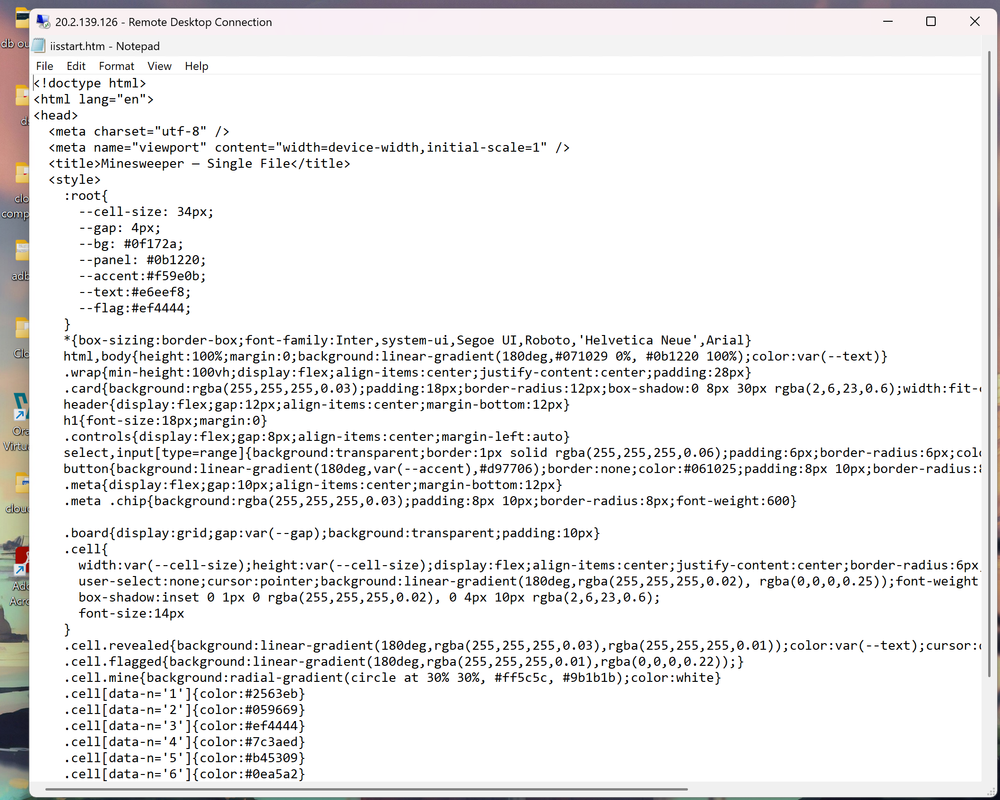 20.2.139.126 - Remote Desktop Connection
iisstart.htm - Notepad
File Edit Format View Help
<!doctype html>
<html lang="en">
<head>
  <meta charset="utf-8" />
  <meta name="viewport" content="width=device-width,initial-scale=1" />
  <title>Minesweeper — Single File</title>
  <style>
    :root{
      --cell-size: 34px;
      --gap: 4px;
      --bg: #0f172a;
      --panel: #0b1220;
      --accent:#f59e0b;
      --text:#e6eef8;
      --flag:#ef4444;
    }
    *{box-sizing:border-box;font-family:Inter,system-ui,Segoe UI,Roboto,'Helvetica Neue',Arial}
    html,body{height:100%;margin:0;background:linear-gradient(180deg,#071029 0%, #0b1220 100%);color:var(--text)}
    .wrap{min-height:100vh;display:flex;align-items:center;justify-content:center;padding:28px}
    .card{background:rgba(255,255,255,0.03);padding:18px;border-radius:12px;box-shadow:0 8px 30px rgba(2,6,23,0.6);width:fit-
    header{display:flex;gap:12px;align-items:center;margin-bottom:12px}
    h1{font-size:18px;margin:0}
    .controls{display:flex;gap:8px;align-items:center;margin-left:auto}
    select,input[type=range]{background:transparent;border:1px solid rgba(255,255,255,0.06);padding:6px;border-radius:6px;col
    button{background:linear-gradient(180deg,var(--accent),#d97706);border:none;color:#061025;padding:8px 10px;border-radius:
    .meta{display:flex;gap:10px;align-items:center;margin-bottom:12px}
    .meta .chip{background:rgba(255,255,255,0.03);padding:8px 10px;border-radius:8px;font-weight:600}
    .board{display:grid;gap:var(--gap);background:transparent;padding:10px}
    .cell{
      width:var(--cell-size);height:var(--cell-size);display:flex;align-items:center;justify-content:center;border-radius:6px
      user-select:none;cursor:pointer;background:linear-gradient(180deg,rgba(255,255,255,0.02), rgba(0,0,0,0.25));font-weight
      box-shadow:inset 0 1px 0 rgba(255,255,255,0.02), 0 4px 10px rgba(2,6,23,0.6);
      font-size:14px
    }
    .cell.revealed{background:linear-gradient(180deg,rgba(255,255,255,0.03),rgba(255,255,255,0.01));color:var(--text);cursor:
    .cell.flagged{background:linear-gradient(180deg,rgba(255,255,255,0.01),rgba(0,0,0,0.22));}
    .cell.mine{background:radial-gradient(circle at 30% 30%, #ff5c5c, #9b1b1b);color:white}
    .cell[data-n='1']{color:#2563eb}
    .cell[data-n='2']{color:#059669}
    .cell[data-n='3']{color:#ef4444}
    .cell[data-n='4']{color:#7c3aed}
    .cell[data-n='5']{color:#b45309}
    .cell[data-n='6']{color:#0ea5a2}
db ou
ds
clo
comp
adb
Clo
Ora
Virtu
cloud
Ado
Acro